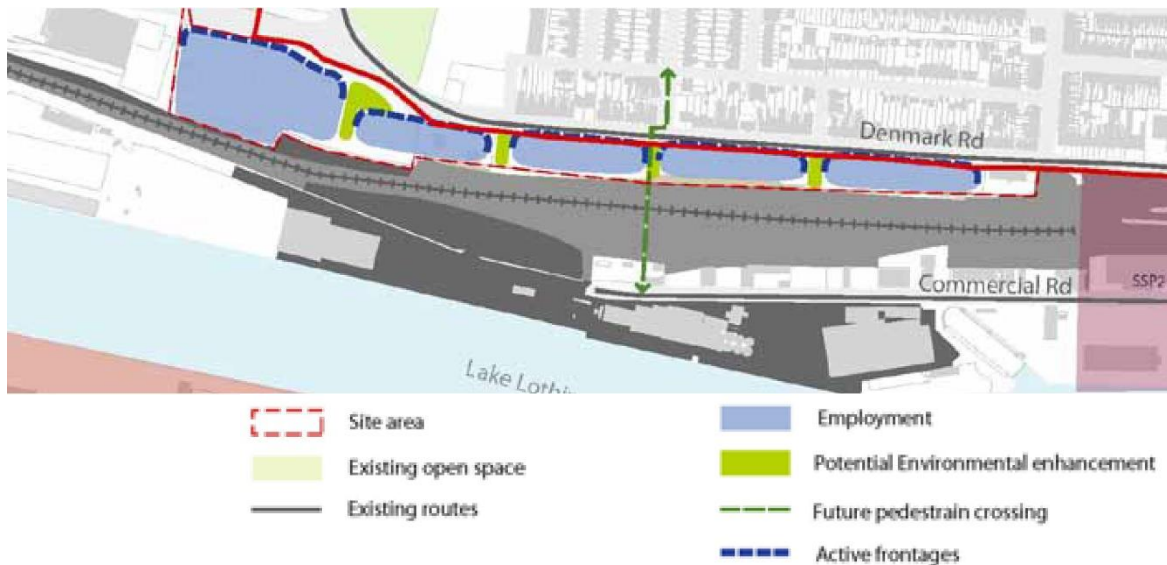 Denmark Rd
Commercial Rd
SSP2
Lake
Site area
Existing open space
Existing routes
Employment
Potential Environmental enhancement
Future pedestrain crossing
Active frontages